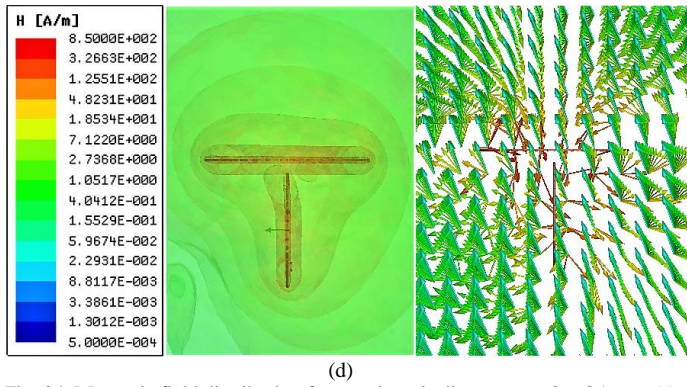 H [A/m]
8.5000E+002
3.2663E+002
1.2551E+002
4.8231E+001
1.8534E+001
7.1220E+000
2.7368E+000
1.0517E+000
4.0412E-001
1.5529E-001
5.9674E-002
2.2931E-002
8.8117E-003
3.3861E-003
1.3012E-003
5.0000E-004
(d)